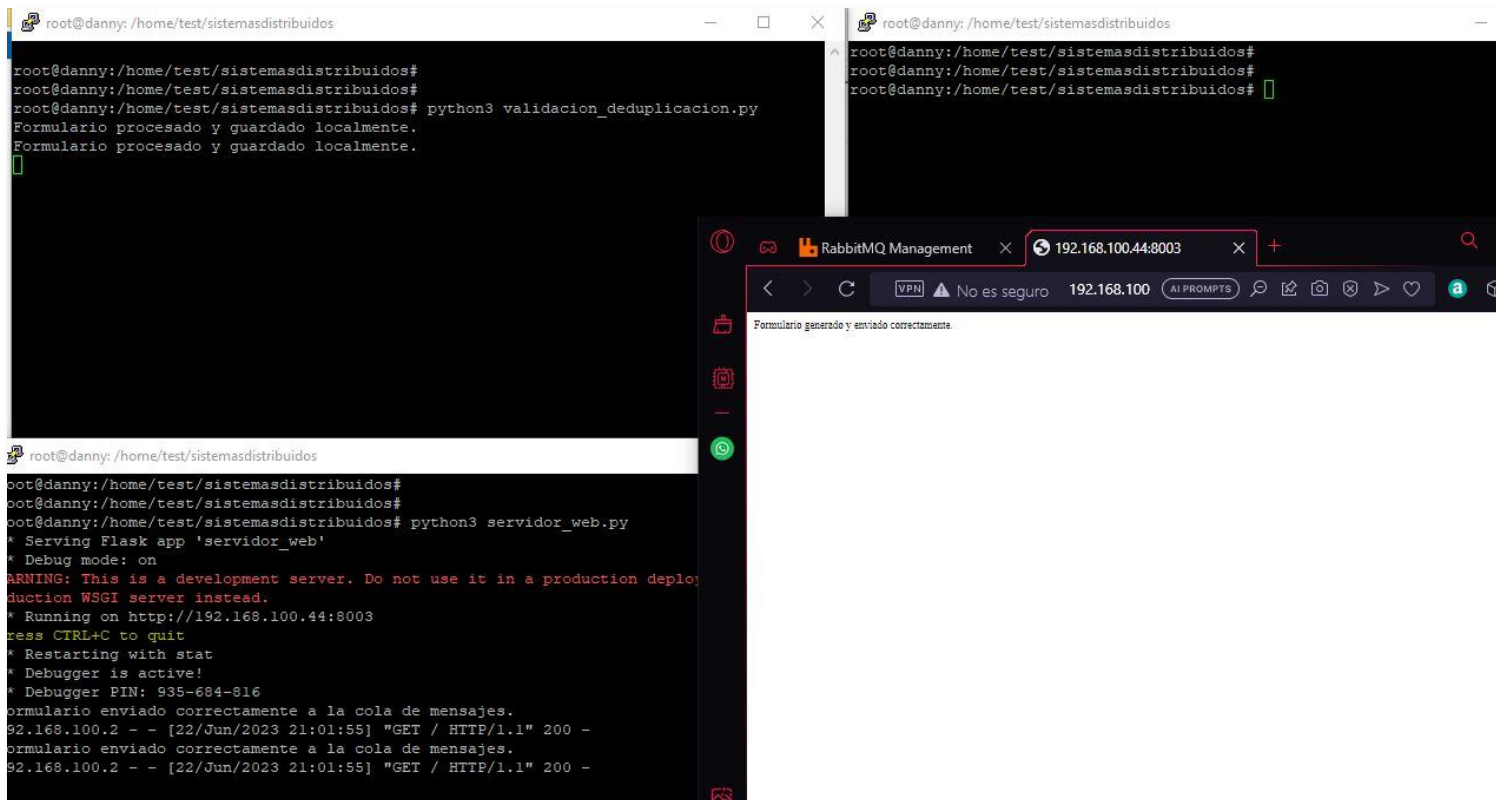 root@danny: /home/test/sistemasdistribuidos
root@danny:/home/test/sistemasdistribuidos#
root@danny:/home/test/sistemasdistribuidos#
root@danny:/home/test/sistemasdistribuidos# python3 validacion_deduplicacion.py
Formulario procesado y guardado localmente.
Formulario procesado y guardado localmente.
root@danny: /home/test/sistemasdistribuidos
root@danny:/home/test/sistemasdistribuidos#
root@danny:/home/test/sistemasdistribuidos#
root@danny:/home/test/sistemasdistribuidos#
RabbitMQ Management
192.168.100.44:8003
VPN No es seguro 192.168.100 AI PROMPTS
a
Formulario generado y enviado correctamente.
root@danny: /home/test/sistemasdistribuidos
oot@danny:/home/test/sistemasdistribuidos#
oot@danny:/home/test/sistemasdistribuidos#
oot@danny:/home/test/sistemasdistribuidos# python3 servidor_web.py
* Serving Flask app 'servidor_web'
* Debug mode: on
ARNING: This is a development server. Do not use it in a production deploy
duction WSGI server instead.
* Running on http://192.168.100.44:8003
ress CTRL+C to quit
* Restarting with stat
* Debugger is active!
* Debugger PIN: 935-684-816
ormulario enviado correctamente a la cola de mensajes.
92.168.100.2 - - [22/Jun/2023 21:01:55] "GET / HTTP/1.1" 200 -
ormulario enviado correctamente a la cola de mensajes.
92.168.100.2 - - [22/Jun/2023 21:01:55] "GET / HTTP/1.1" 200 -